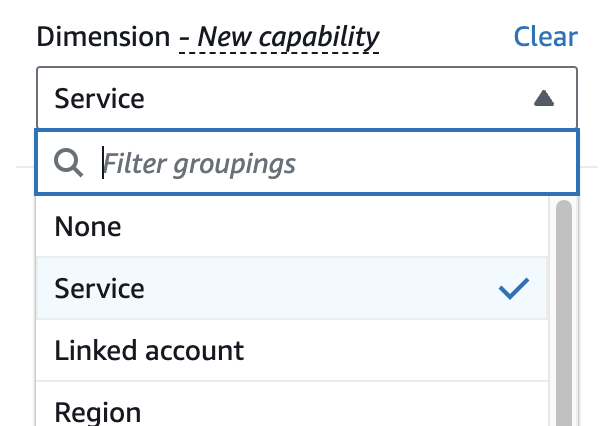 Dimension - New capability Clear
Service
Filter groupings
None
Service
Linked account
Region